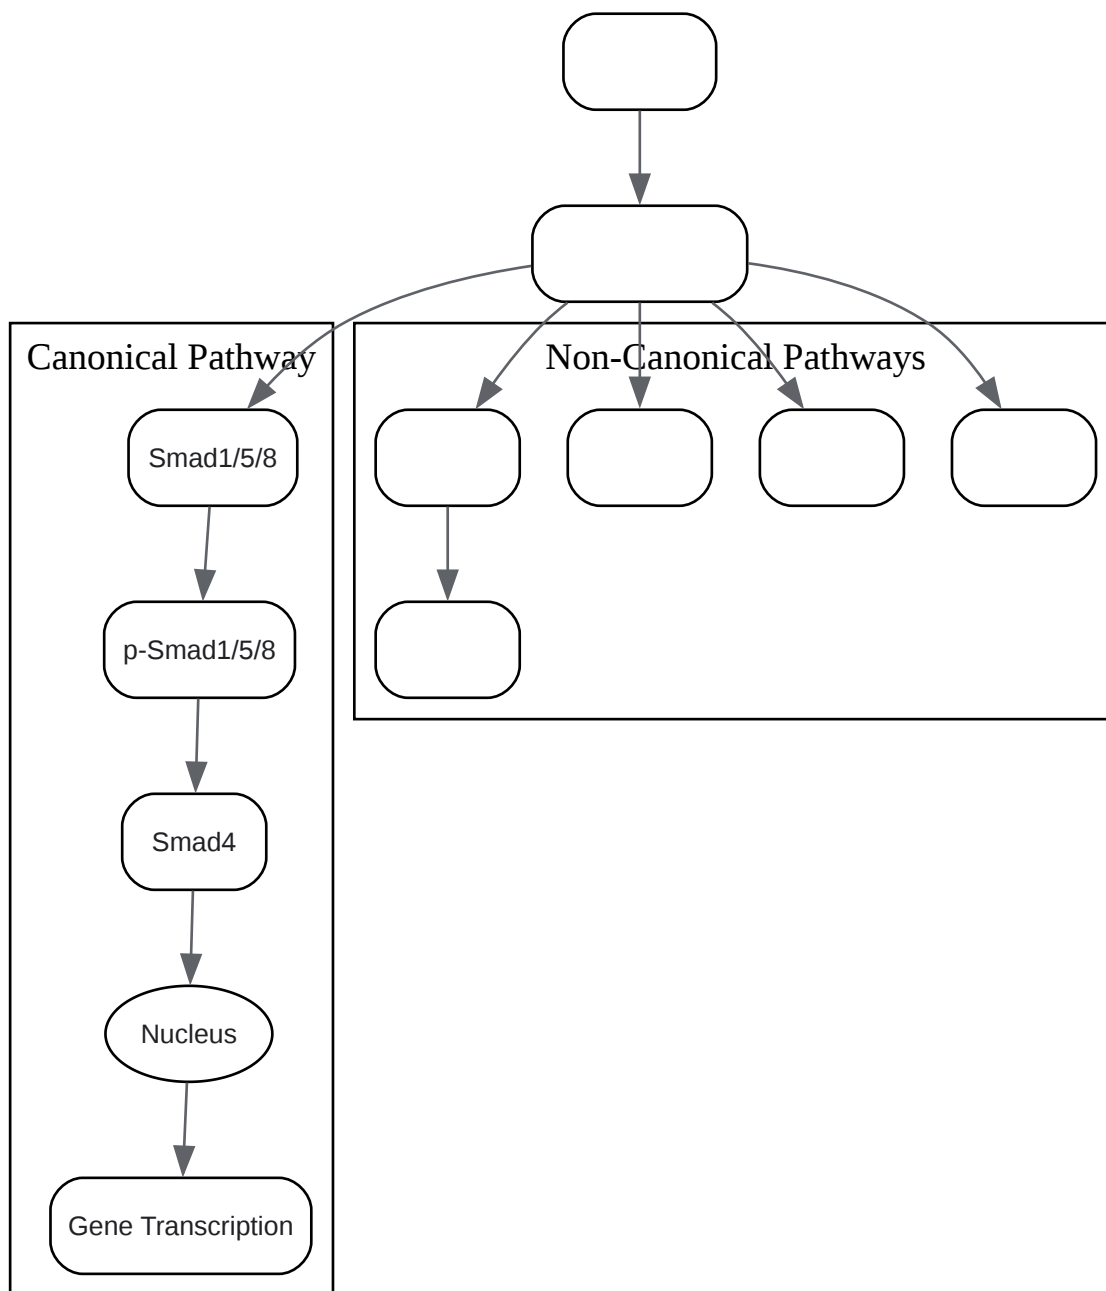 Canonical Pathway
Non-Canonical Pathways
Smad1/5/8
p-Smad1/5/8
Smad4
Nucleus
Gene Transcription